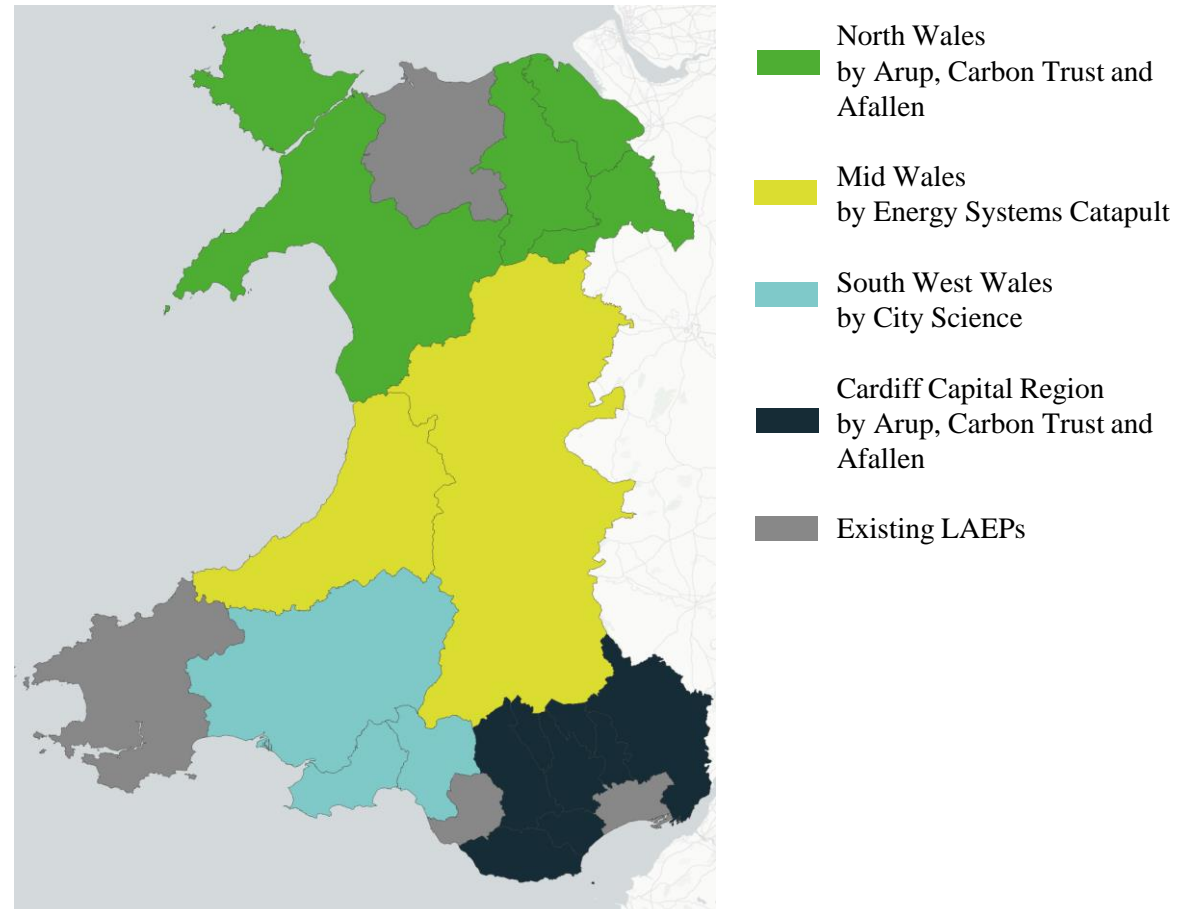 North Wales
by Arup, Carbon Trust and
Afallen
Mid Wales
by Energy Systems Catapult
South West Wales
by City Science
Cardiff Capital Region
by Arup, Carbon Trust and
Afallen
Existing LAEPs